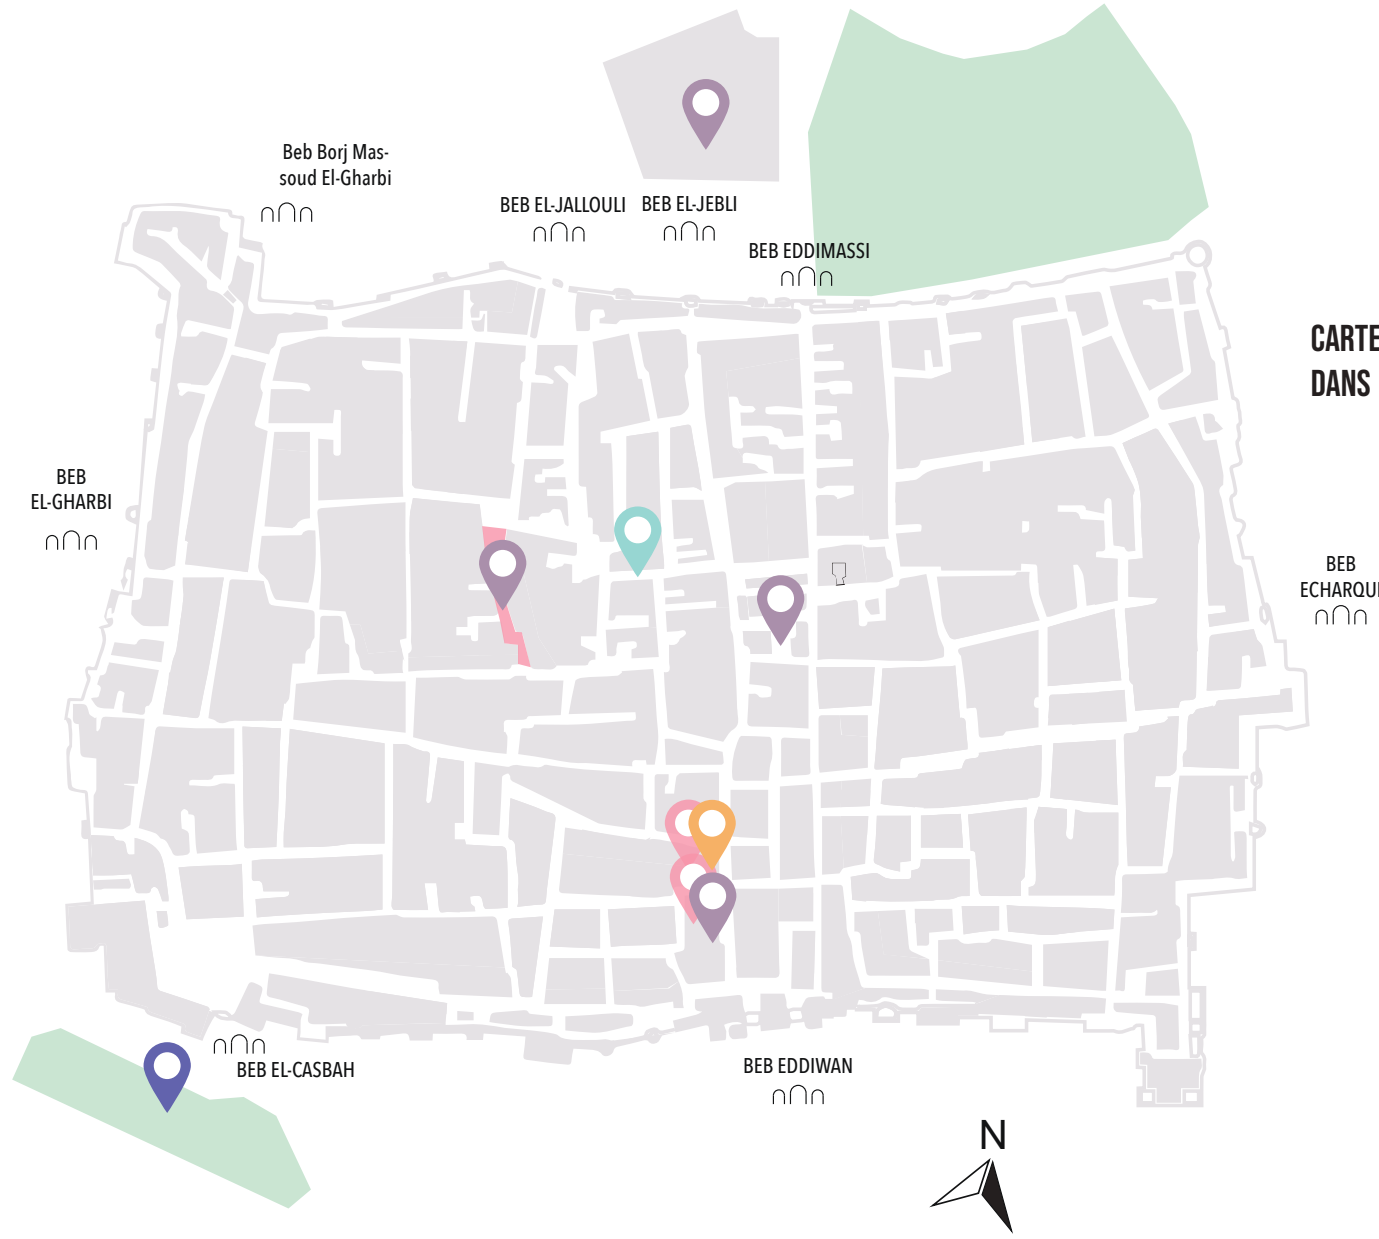 Beb Borj Mas-
soud El-Gharbi
BEB EL-JALLOULI
BEB EL-JEBLI
BEB EDDIMASSI
CARTE
DANS
BEB
EL-GHARBI
BEB
ECHARQUI
BEB EL-CASBAH
BEB EDDIWAN
N